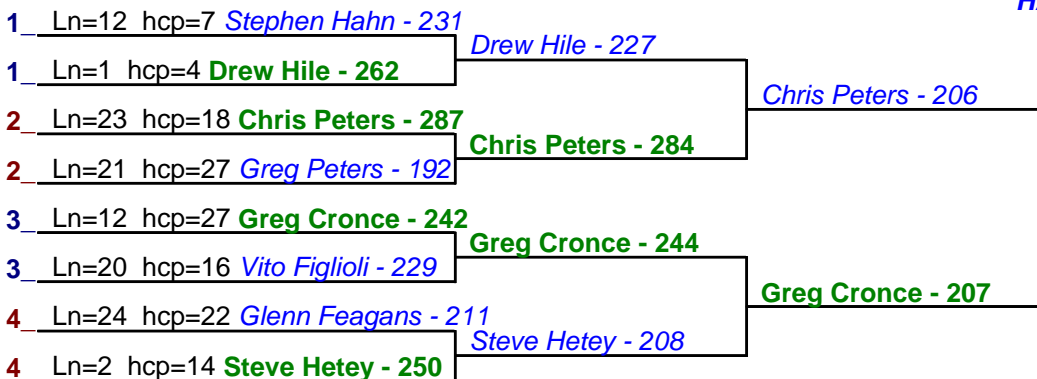 1_ Ln=12 hcp=7 Stephen Hahn - 231
Drew Hile - 227
1_ Ln=1 hcp=4 Drew Hile - 262
Chris Peters - 206
2_ Ln=23 hcp=18 Chris Peters - 287
Chris Peters - 284
2_ Ln=21 hcp=27 Greg Peters - 192
3_ Ln=12 hcp=27 Greg Cronce - 242
Greg Cronce - 244
3_ Ln=20 hcp=16 Vito Figlioli - 229
Greg Cronce - 207
4_ Ln=24 hcp=22 Glenn Feagans - 211
Steve Hetey - 208
4 Ln=2 hcp=14 Steve Hetey - 250